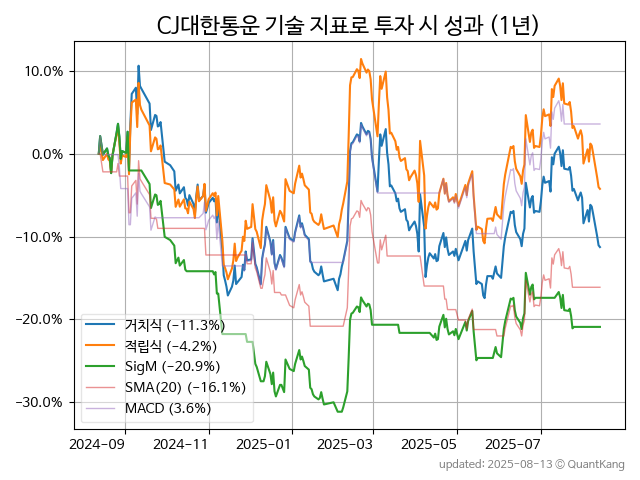 CJ대한통운 기술 지표로 투자 시 성과 (1년)
10.0%
0.0%
−10.0%
−20.0%
−30.0%
거치식 (−11.3%)
적립식 (−4.2%)
SigM (−20.9%)
SMA(20) (−16.1%)
MACD (3.6%)
2024-09 2024-11 2025-01 2025-03 2025-05 2025-07
updated: 2025-08-13 ⓒ QuantKang